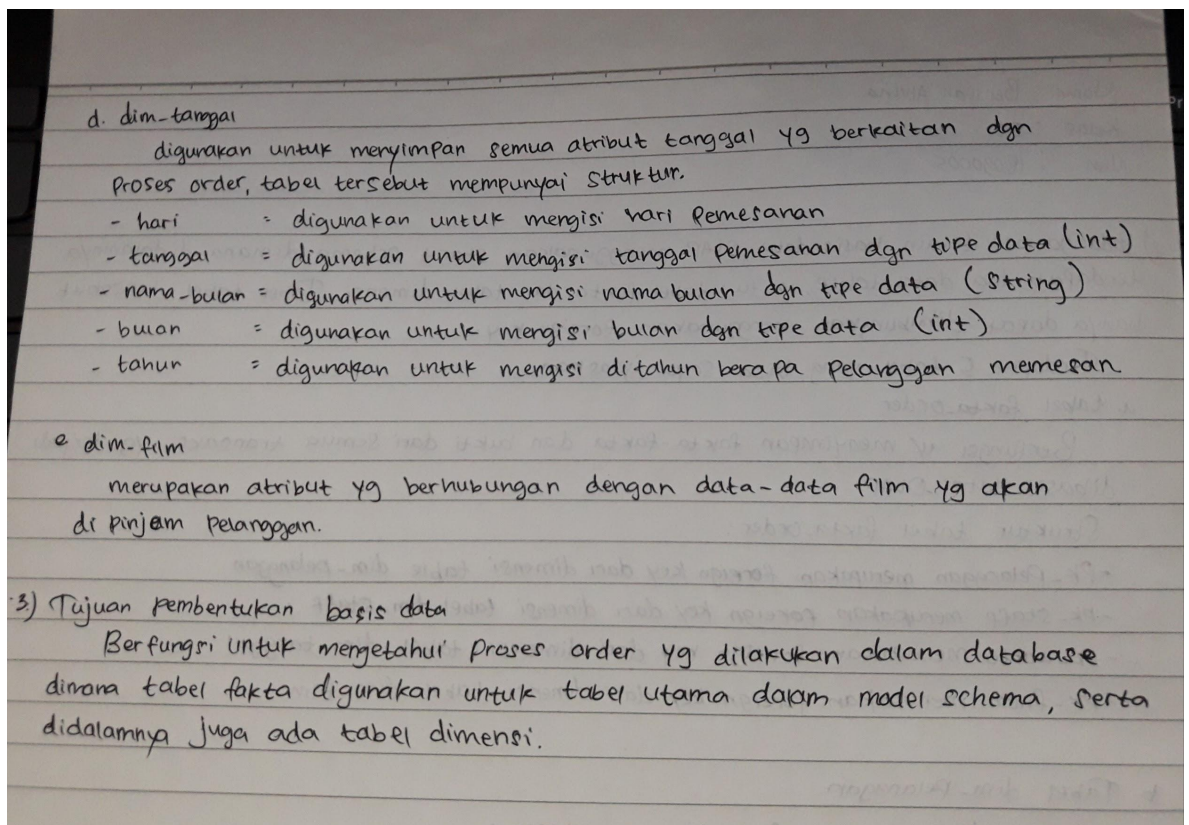 d. dim-tanggal
digunakan untuk menyimpan semua atribut tanggal yg berkaitan dgn
Proses order, tabel tersebut mempunyai struktur.
- hari = digunakan untuk mengisi hari Pemesanan
- tanggal = digunakan untuk mengisi tanggal Pemesanan dgn tipe data (int)
- nama-bulan = digunakan untuk mengisi nama bulan dgn tipe data (String)
- bulan = digunakan untuk mengisi bulan dgn tipe data (int)
- tahun = digunakan untuk mengisi ditahun berapa Pelanggan memesan
e dim-film
merupakan atribut yg berhubungan dengan data-data film yg akan
di pinjam Pelanggan.
3) Tujuan pembentukan basis data
Berfungsi untuk mengetahui Proses order yg dilakukan dalam database
dimana tabel fakta digunakan untuk tabel utama dalam model schema, serta
didalamnya juga ada tabel dimensi.